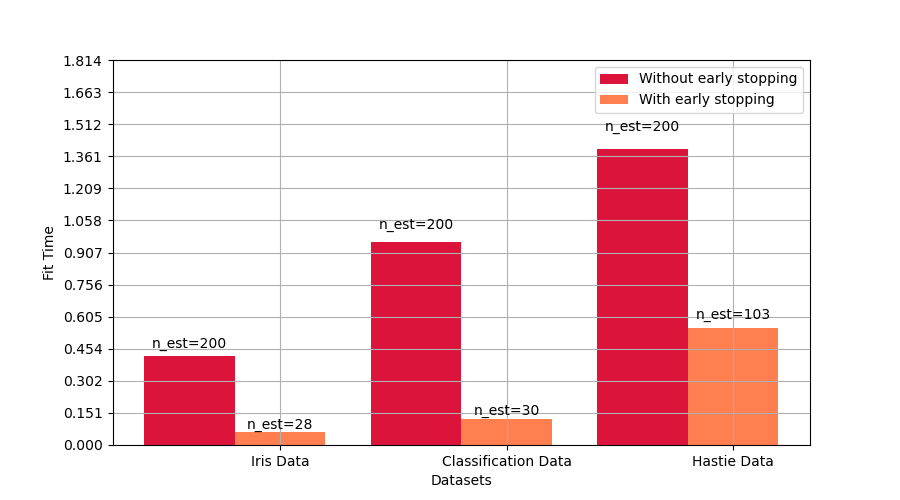 1.814
1.663
1.512
1.361
1.209
1.058
0.907
0.756
0.605
0.454
0.302
0.151
0.000
Fit Time
Without early stopping
With early stopping
n_est=200
n_est=28
n_est=200
n_est=30
n_est=200
n_est=103
Iris Data
Classification Data
Hastie Data
Datasets